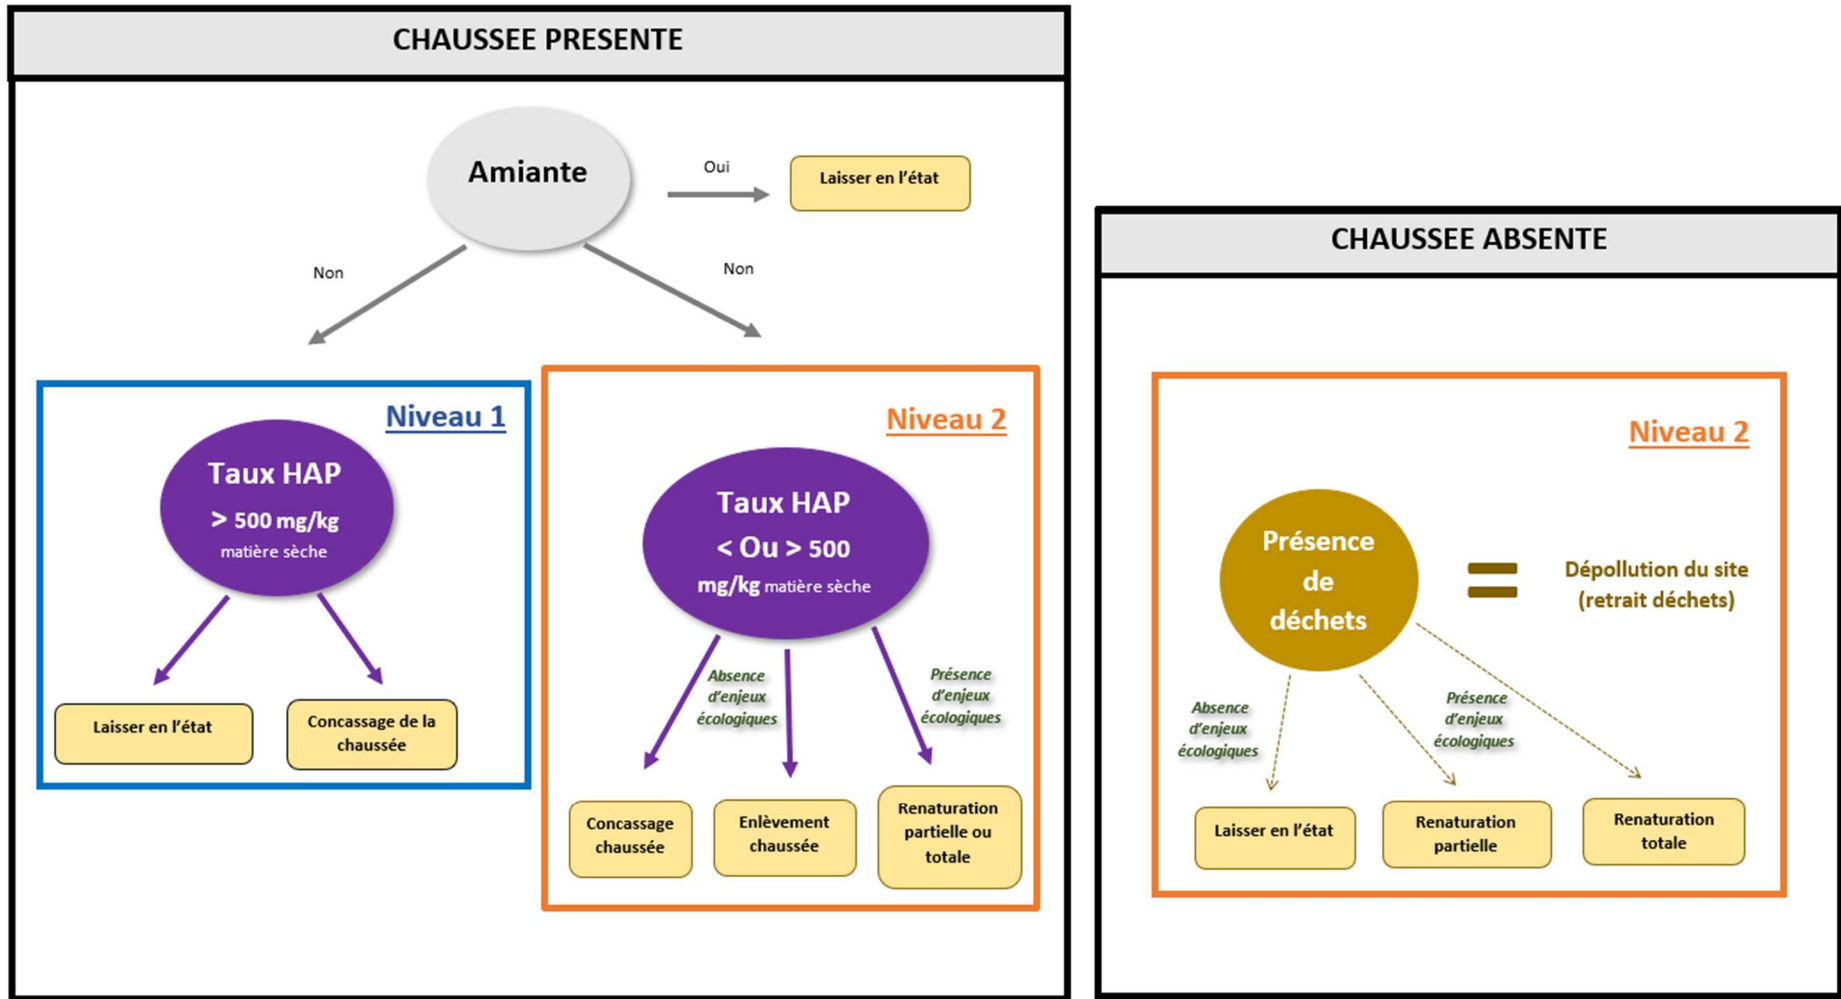 CHAUSSEE PRESENTE
Amiante
Oui
Laisser en l'état
Non
Non
Niveau 1
Taux HAP
> 500 mg/kg
matière sèche
Laisser en l'état
Concassage de la
chaussée
Niveau 2
Taux HAP
< Ou > 500
mg/kg matière sèche
Absence
d'enjeux
écologiques
Présence
d'enjeux
écologiques
Concassage
chaussée
Enlèvement
chaussée
Renaturation
partielle ou
totale
CHAUSSEE ABSENTE
Niveau 2
Présence
de
déchets
=
Dépollution du site
(retrait déchets)
Absence
d'enjeux
écologiques
Présence
d'enjeux
écologiques
Laisser en l'état
Renaturation
partielle
Renaturation
totale